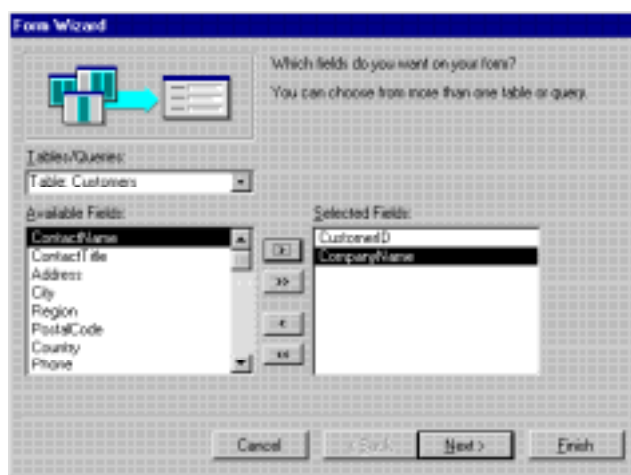 Form Wizard
Which fields do you want on your form?
You can choose from more than one table or query.
Tables/Queries:
Table: Customers
Available Fields:
Selected Fields:
ContactName
ContactTitle
Address
City
Region
PostalCode
Country
Phone
>
>>
<
<<
CustomerID
CompanyName
Cancel
< Back
Next >
Finish